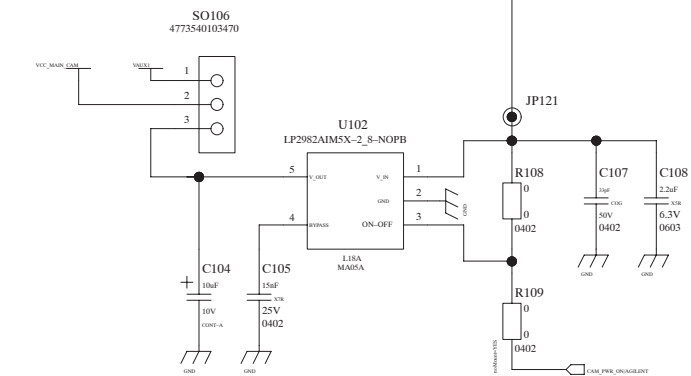 SO106
4773540103470
VCC_MAIN_CAM
VAUX1
1
2
3
JP121
U102
LP2982AIM5X-2_8-NOPB
5
V_OUT
V_IN
1
GND
2
GND
4
BYPASS
ON-OFF
3
L18A
MA05A
R108
0
0
0402
C107
33pF
COG
50V
0402
GND
C108
2.2uF
X5R
6.3V
0603
GND
C104
10uF
10V
CONT-A
GND
C105
15nF
X7R
25V
0402
GND
R109
0
0
0402
noMount=YES
CAM_PWR_ON/AGILENT